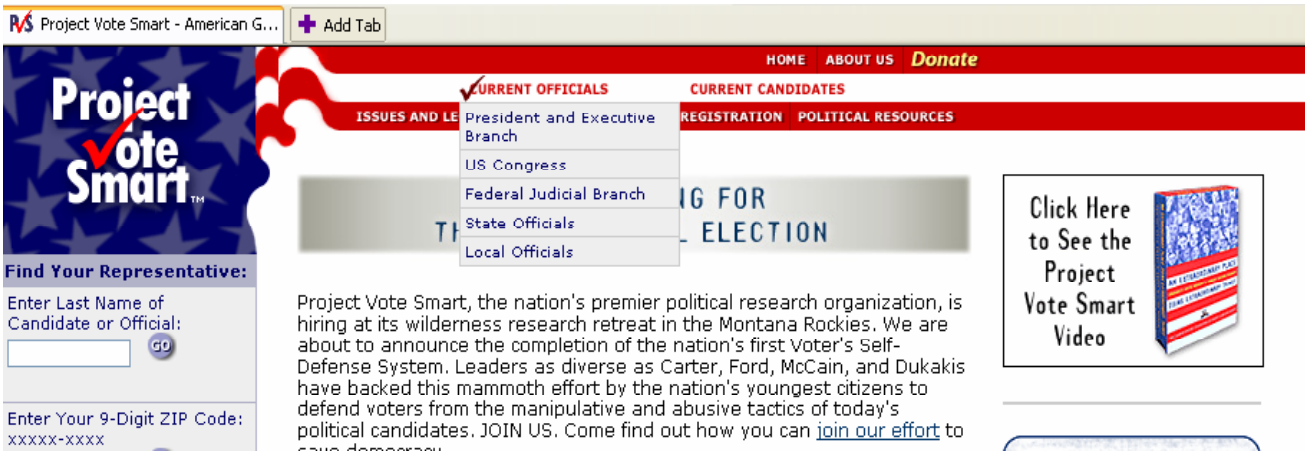 Project Vote Smart - American G...
Add Tab
HOME ABOUT US Donate
CURRENT OFFICIALS CURRENT CANDIDATES
ISSUES AND LE REGISTRATION POLITICAL RESOURCES
President and Executive
Branch
US Congress
Federal Judicial Branch
State Officials
Local Officials
Project
Vote
Smart™
Find Your Representative:
Enter Last Name of
Candidate or Official:
GO
Enter Your 9-Digit ZIP Code:
xxxxx-xxxx
NG FOR
TH L ELECTION
Project Vote Smart, the nation's premier political research organization, is
hiring at its wilderness research retreat in the Montana Rockies. We are
about to announce the completion of the nation's first Voter's Self-
Defense System. Leaders as diverse as Carter, Ford, McCain, and Dukakis
have backed this mammoth effort by the nation's youngest citizens to
defend voters from the manipulative and abusive tactics of today's
political candidates. JOIN US. Come find out how you can join our effort to
save democracy
Click Here
to See the
Project
Vote Smart
Video
AN EXTRAORDINARY PLACE